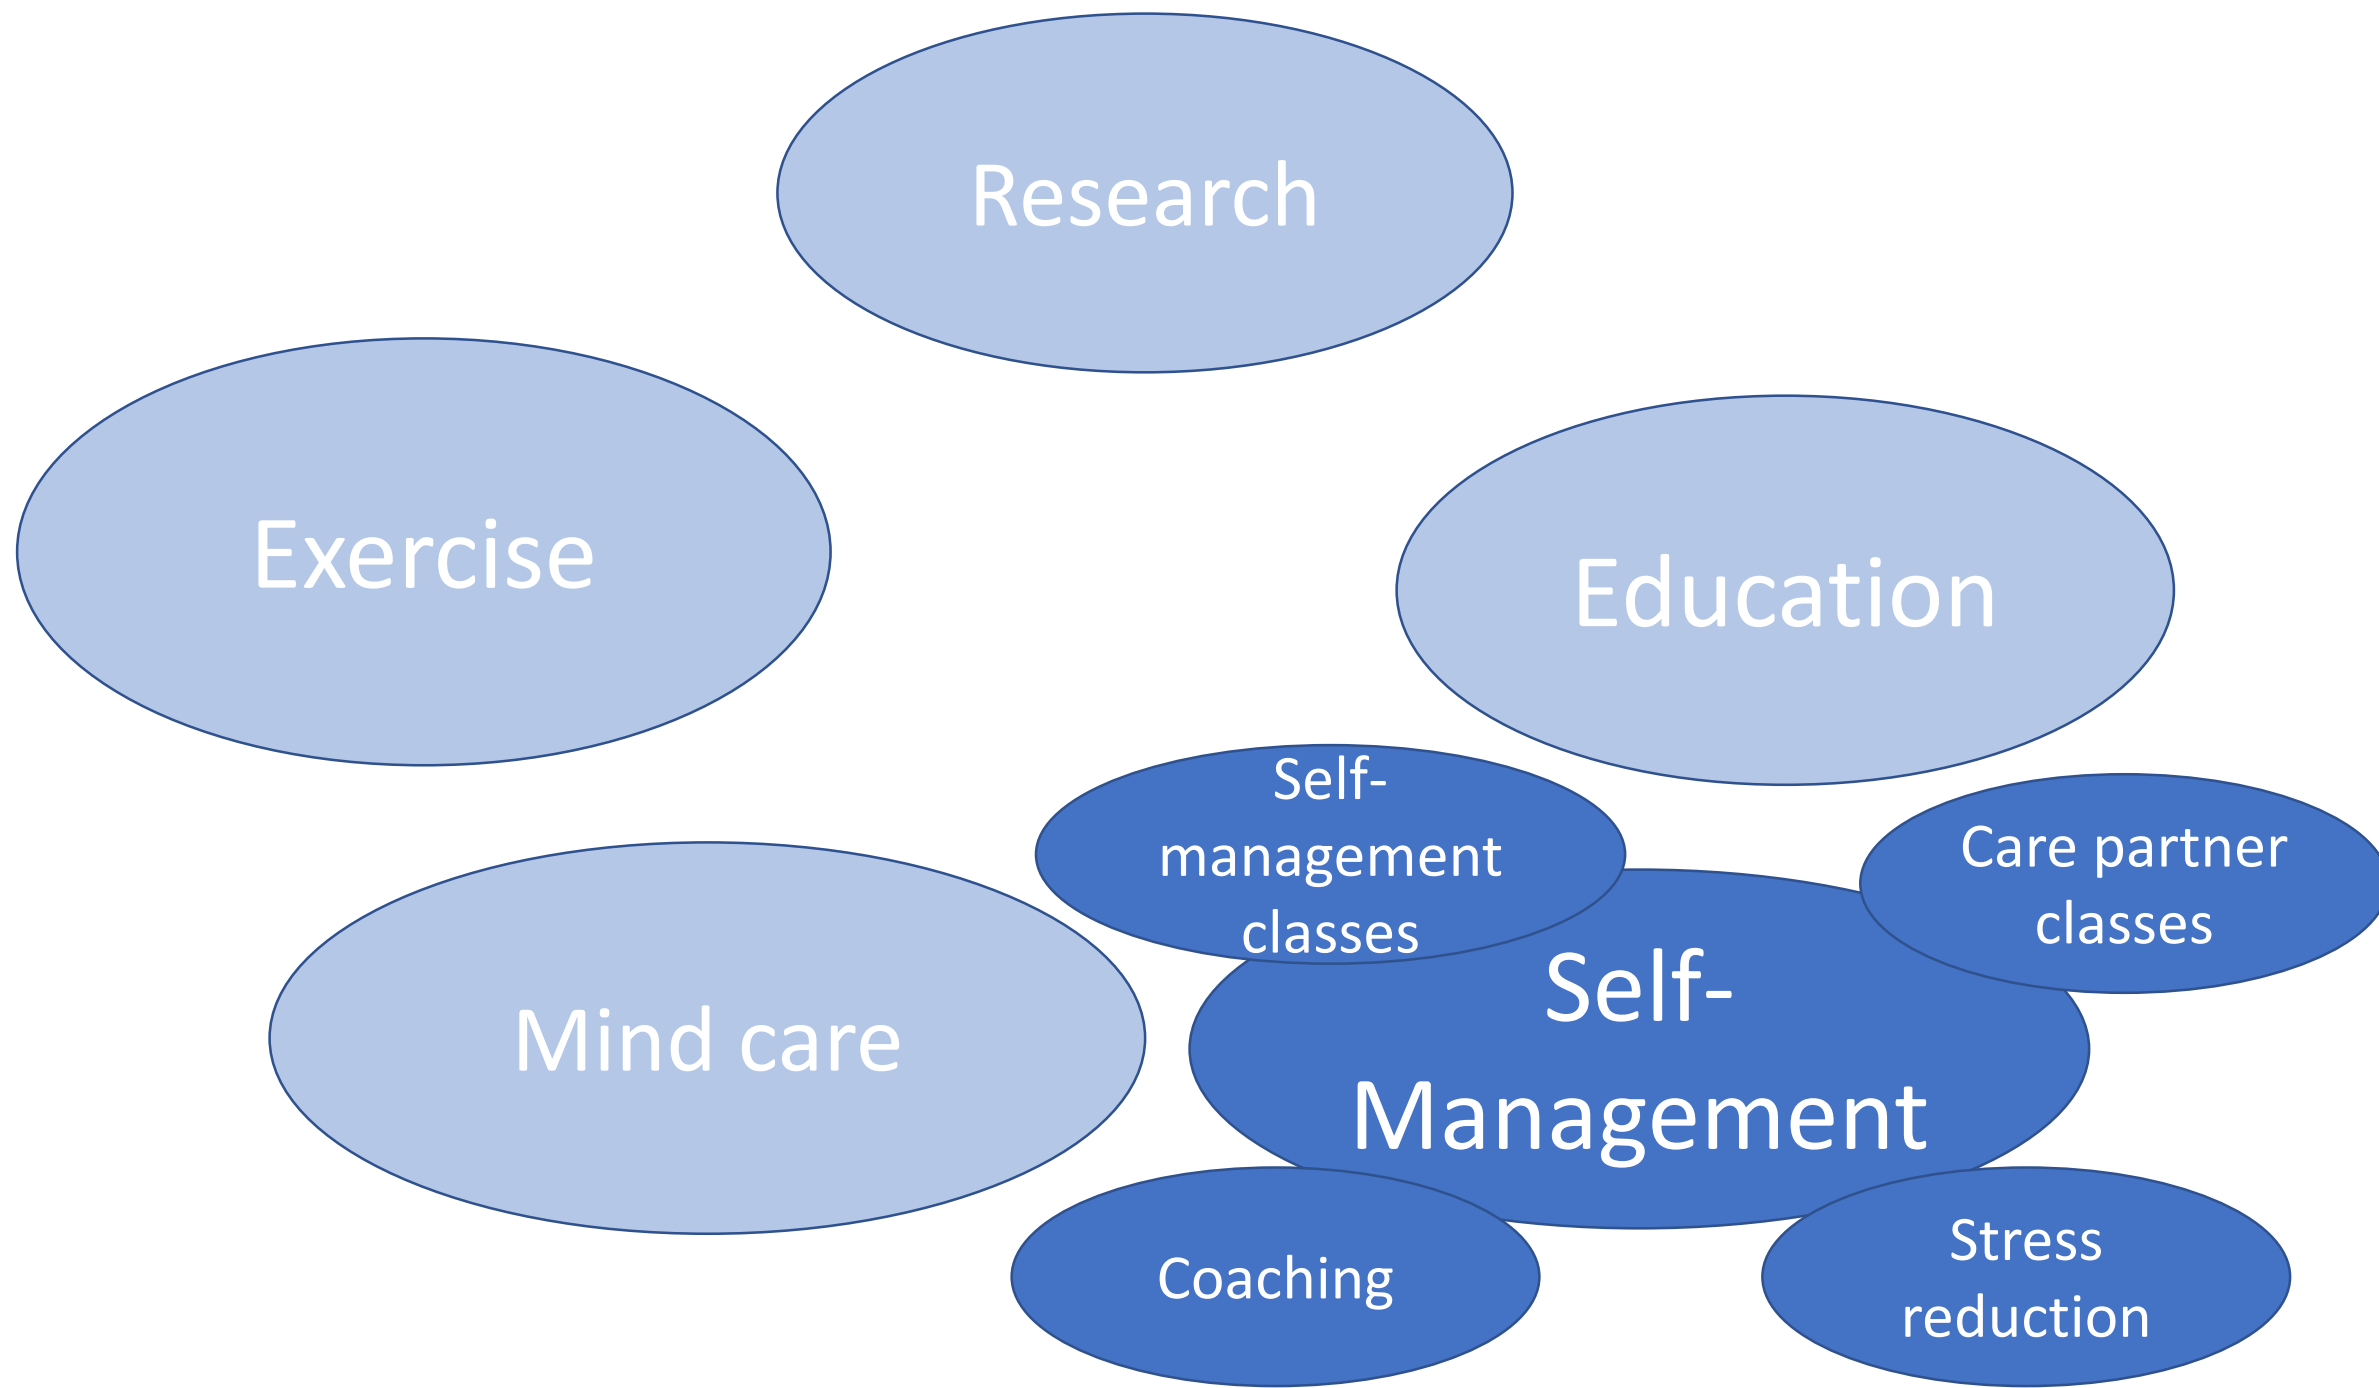 Research
Exercise
Education
Self-
management
classes
Care partner
classes
Self-
Management
Mind care
Coaching
Stress
reduction